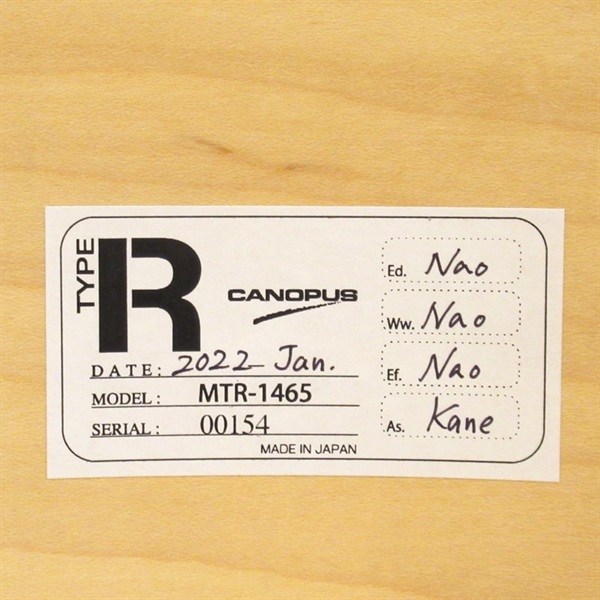 TYPE R
CANOPUS
DATE: 2022 Jan.
MODEL: MTR-1465
SERIAL: 00154
MADE IN JAPAN
Ed. Nao
Ww. Nao
Ef. Nao
As. Kane